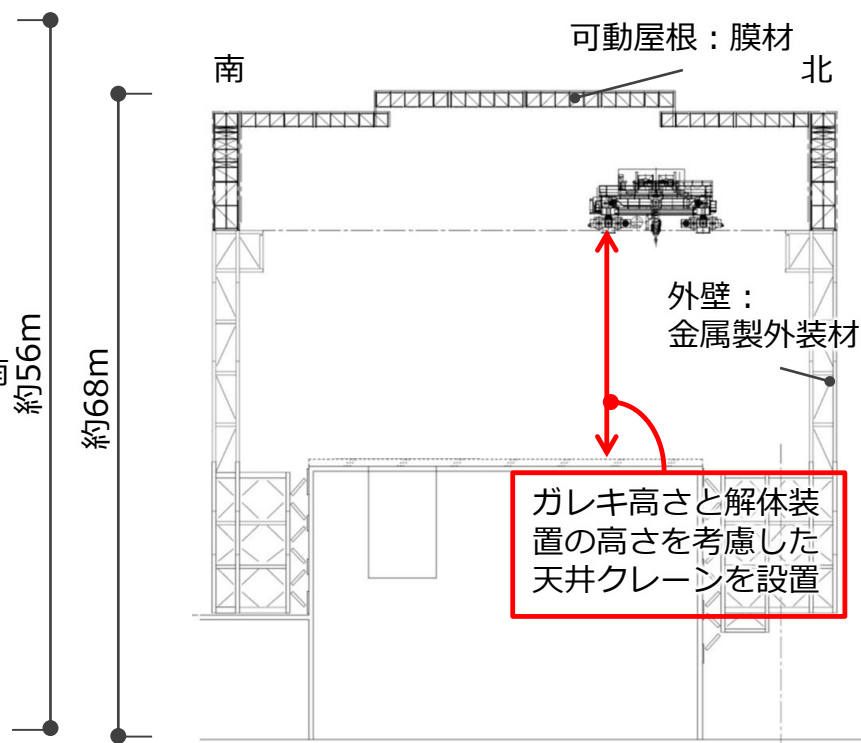 可動屋根：膜材
南
北
外壁：
金属製外装材
約56m
約68m
ガレキ高さと解体装
置の高さを考慮した
天井クレーンを設置